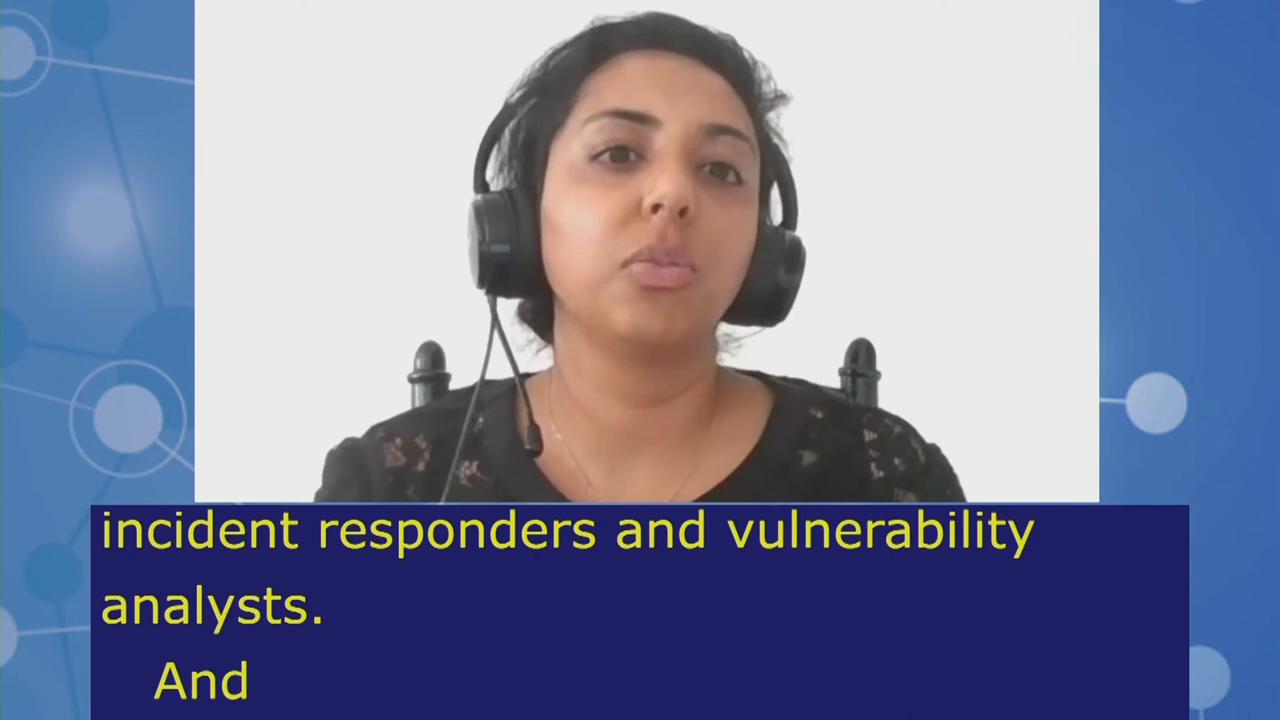 incident responders and vulnerability
analysts.
And